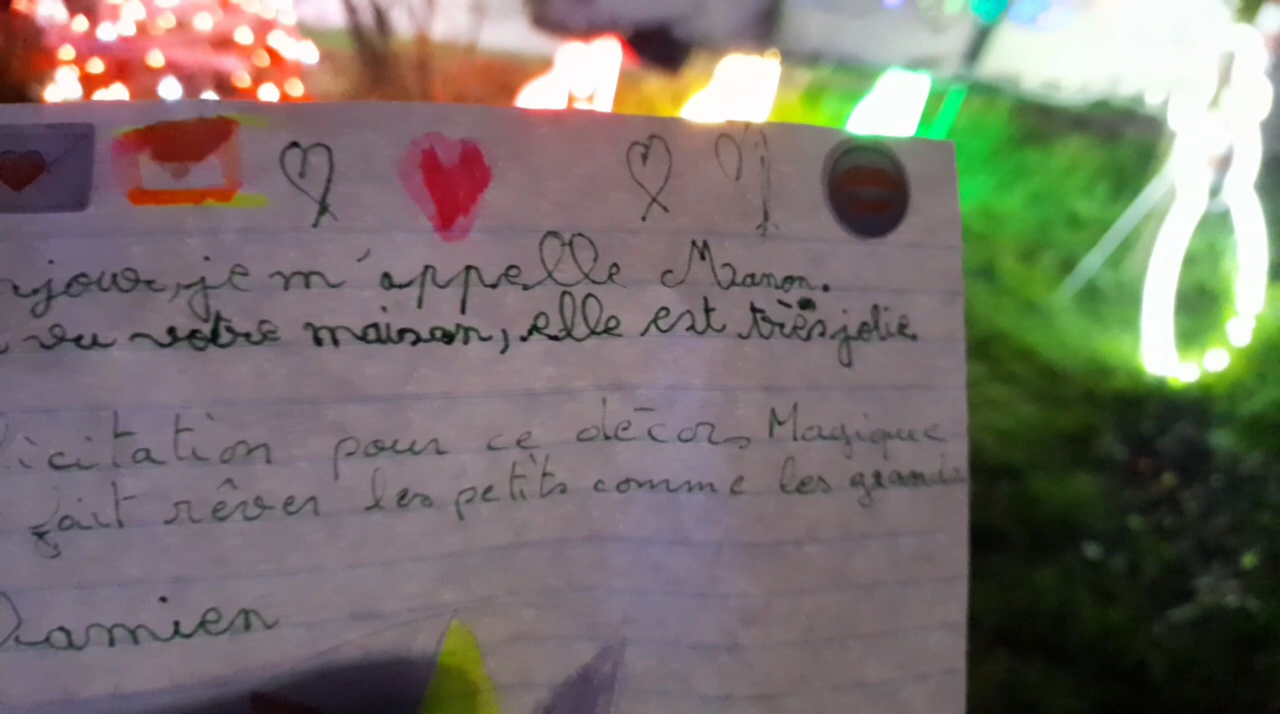 njour, je m'appelle Manon.
vu votre maison, elle est très jolie
licitation pour ce décors Magique
fait rêver les petits comme les grands
Damien